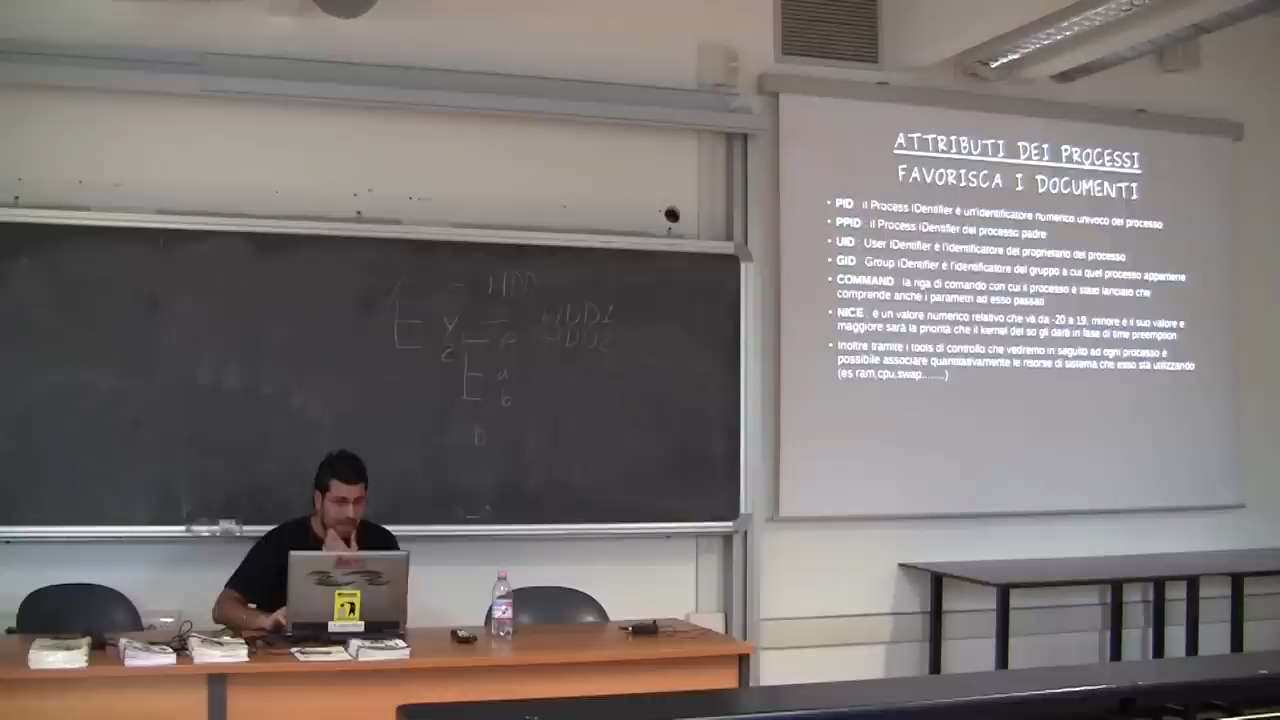 ATTRIBUTI DEI PROCESSI
FAVORISCA I DOCUMENTI
• PID : il Process iDentifier è un'identificatore numerico univoco del processo
• PPID : il Process iDentifier del processo padre
• UID : User iDentifier è l'identificatore del proprietario del processo
• GID : Group iDentifier è l'identificatore del gruppo a cui quel processo appartiene
• COMMAND : la riga di comando con cui il processo è stato lanciato che
comprende anche i parametri ad esso passati
• NICE : è un valore numerico relativo che và da -20 a 19, minore è il suo valore e
maggiore sarà la priorità che il kernel del so gli darà in fase di time preemption
• Inoltre tramite i tools di controllo che vedremo in seguito ad ogni processo è
possibile associare quantitativamente le risorse di sistema che esso stà utilizzando
(es ram,cpu,swap........)
HDD1
a
b